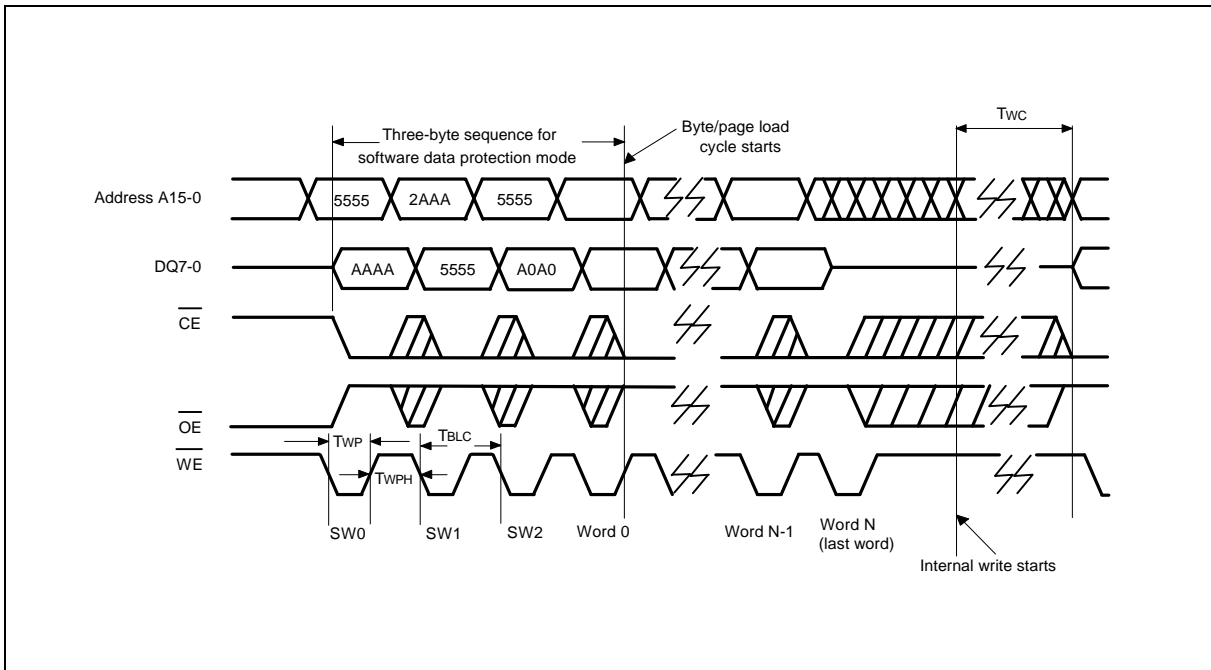 Three-byte sequence for
software data protection mode
Byte/page load
cycle starts
TWC
Address A15-0
5555
2AAA
5555
DQ7-0
AAAA
5555
A0A0
CE
OE
TWP
TBLC
WE
TWPH
SW0
SW1
SW2
Word 0
Word N-1
Word N
(last word)
Internal write starts